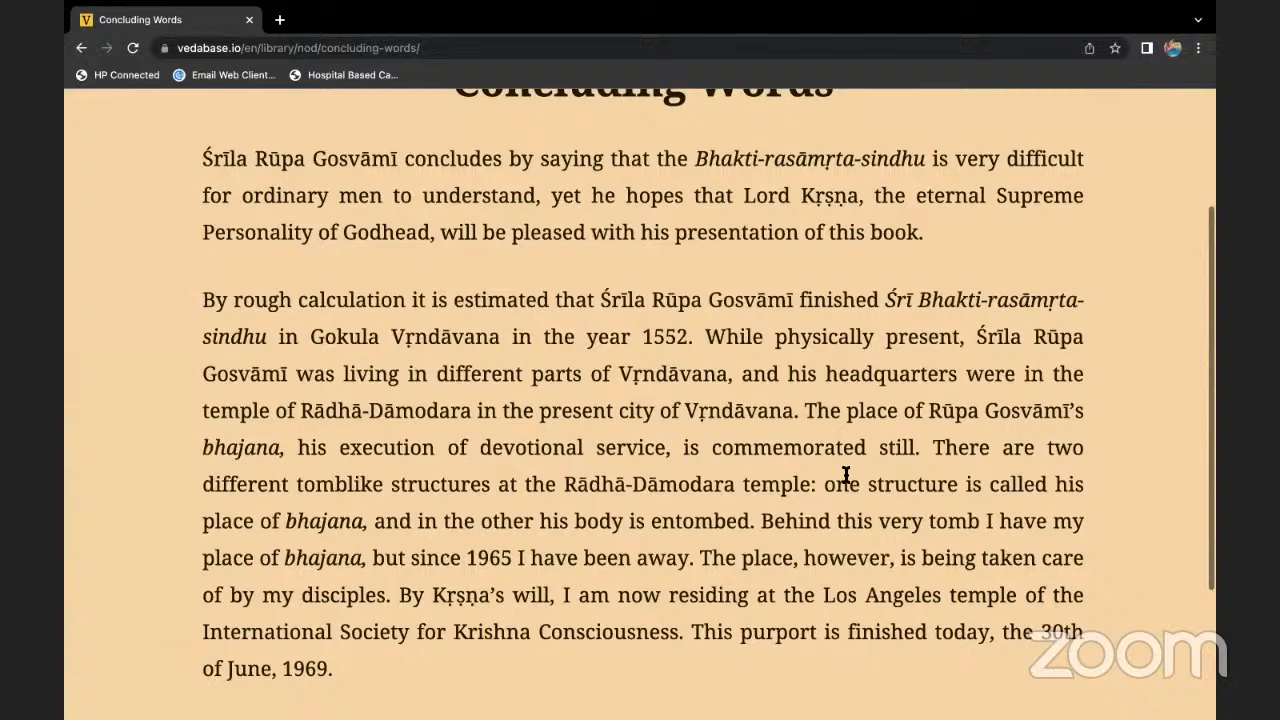 Concluding Words
vedabase.io/en/library/nod/concluding-words/
HP Connected
Email Web Client...
Hospital Based Ca...
Concluding Words
Śrīla Rūpa Gosvāmī concludes by saying that the Bhakti-rasāmṛta-sindhu is very difficult
for ordinary men to understand, yet he hopes that Lord Kṛṣṇa, the eternal Supreme
Personality of Godhead, will be pleased with his presentation of this book.
By rough calculation it is estimated that Śrīla Rūpa Gosvāmī finished Śrī Bhakti-rasāmṛta-
sindhu in Gokula Vṛndāvana in the year 1552. While physically present, Śrīla Rūpa
Gosvāmī was living in different parts of Vṛndāvana, and his headquarters were in the
temple of Rādhā-Dāmodara in the present city of Vṛndāvana. The place of Rūpa Gosvāmī’s
bhajana, his execution of devotional service, is commemorated still. There are two
different tomblike structures at the Rādhā-Dāmodara temple: one structure is called his
place of bhajana, and in the other his body is entombed. Behind this very tomb I have my
place of bhajana, but since 1965 I have been away. The place, however, is being taken care
of by my disciples. By Kṛṣṇa’s will, I am now residing at the Los Angeles temple of the
International Society for Krishna Consciousness. This purport is finished today, the 30th
of June, 1969.
zoom